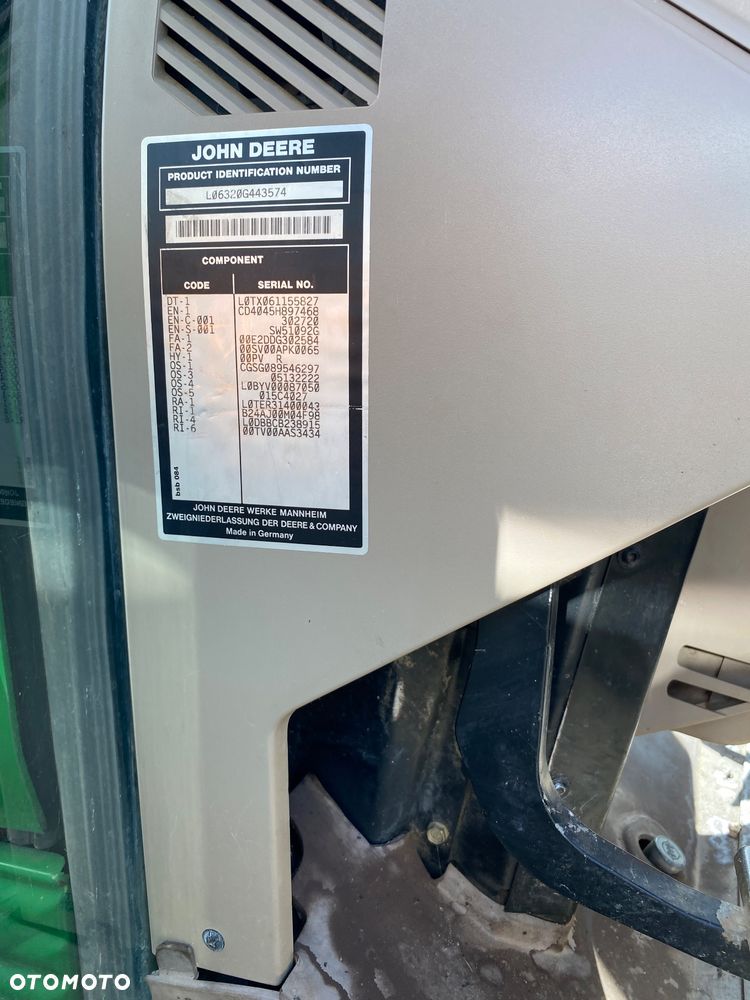 JOHN DEERE
PRODUCT IDENTIFICATION NUMBER
L06320G443574
COMPONENT
CODE SERIAL NO.
DT-1 L0TX061155827
EN-1 CD4045H897468
EN-C-001 302720
EN-S-001 SW51092G
FA-1 00E2DDG302584
FA-2 00SV00APK0065
HY-1 00PV R
OS-1 CGSG089546297
OS-3 05132222
OS-4 L0BYV00087050
OS-5 015C4027
RA-1 L0TER31400043
RI-1 B24AJ00M04F98
RI-4 L0DBBCB238915
RI-6 00TV00AAS3434
bsb 084
JOHN DEERE WERKE MANNHEIM
ZWEIGNIEDERLASSUNG DER DEERE & COMPANY
Made in Germany
OTOMOTO